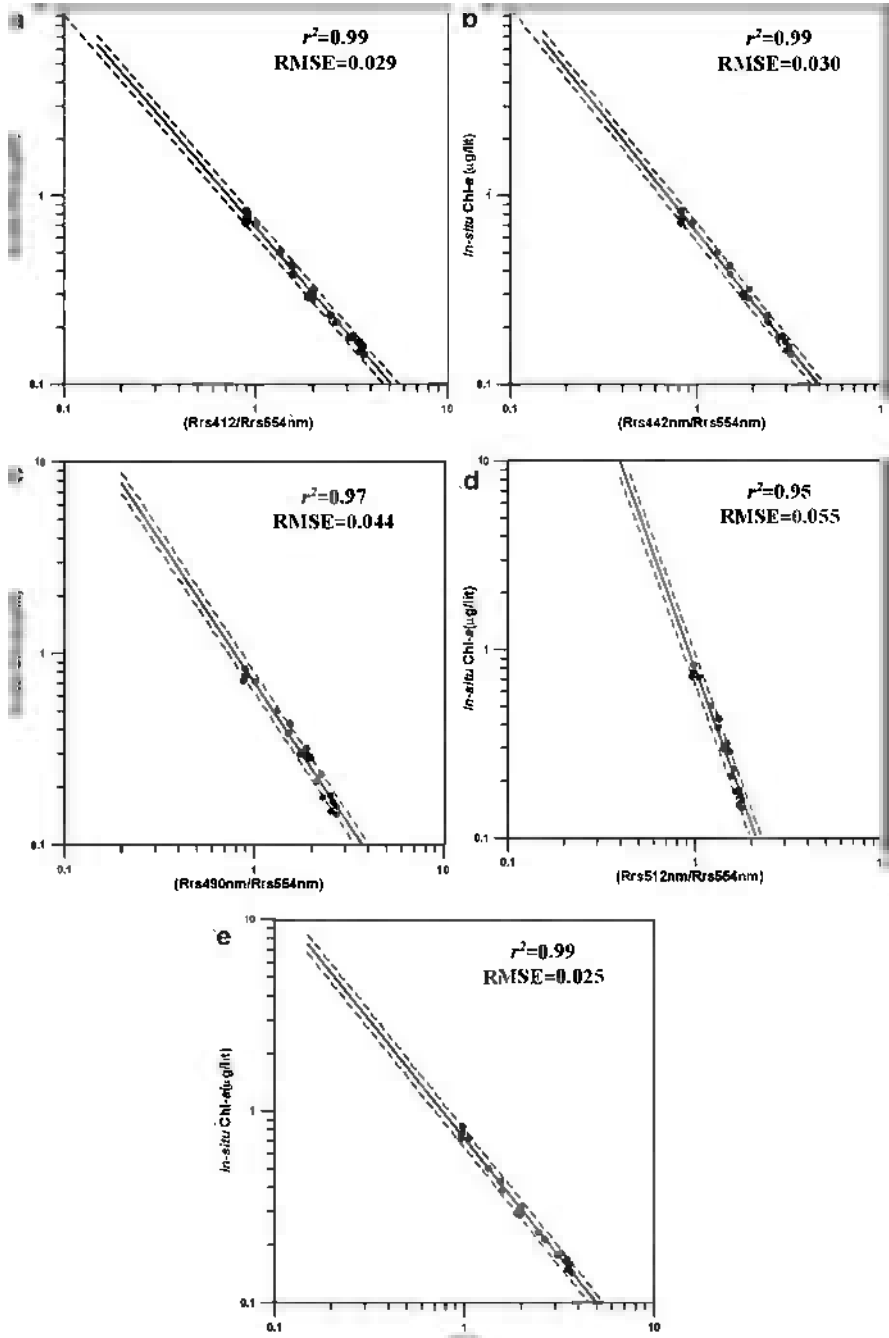 b
r²=0.99
RMSE=0.029
1
0.1
0.1
1
10
(Rrs412/Rrs554nm)
r²=0.99
RMSE=0.030
In-situ Chl-a (µg/lit)
1
0.1
0.1
1
1
(Rrs442nm/Rrs554nm)
10
r²=0.97
RMSE=0.044
1
0.1
0.1
1
10
(Rrs490nm/Rrs554nm)
10
d
r²=0.95
RMSE=0.055
In-situ Chl-a(µg/lit)
1
0.1
0.1
1
(Rrs512nm/Rrs554nm)
10
e
r²=0.99
RMSE=0.025
In-situ Chl-a(µg/lit)
1
0.1
0.1
1
10